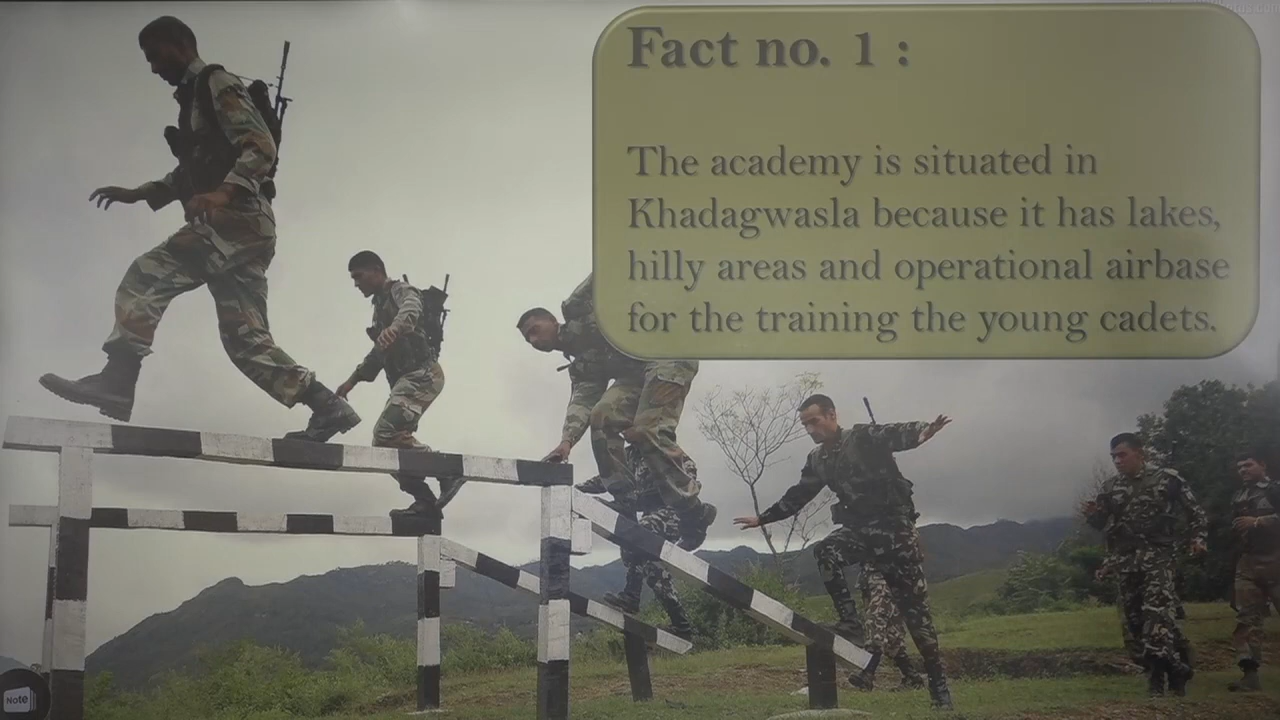 Fact no. 1 :
The academy is situated in
Khadagwasla because it has lakes,
hilly areas and operational airbase
for the training the young cadets.
Note